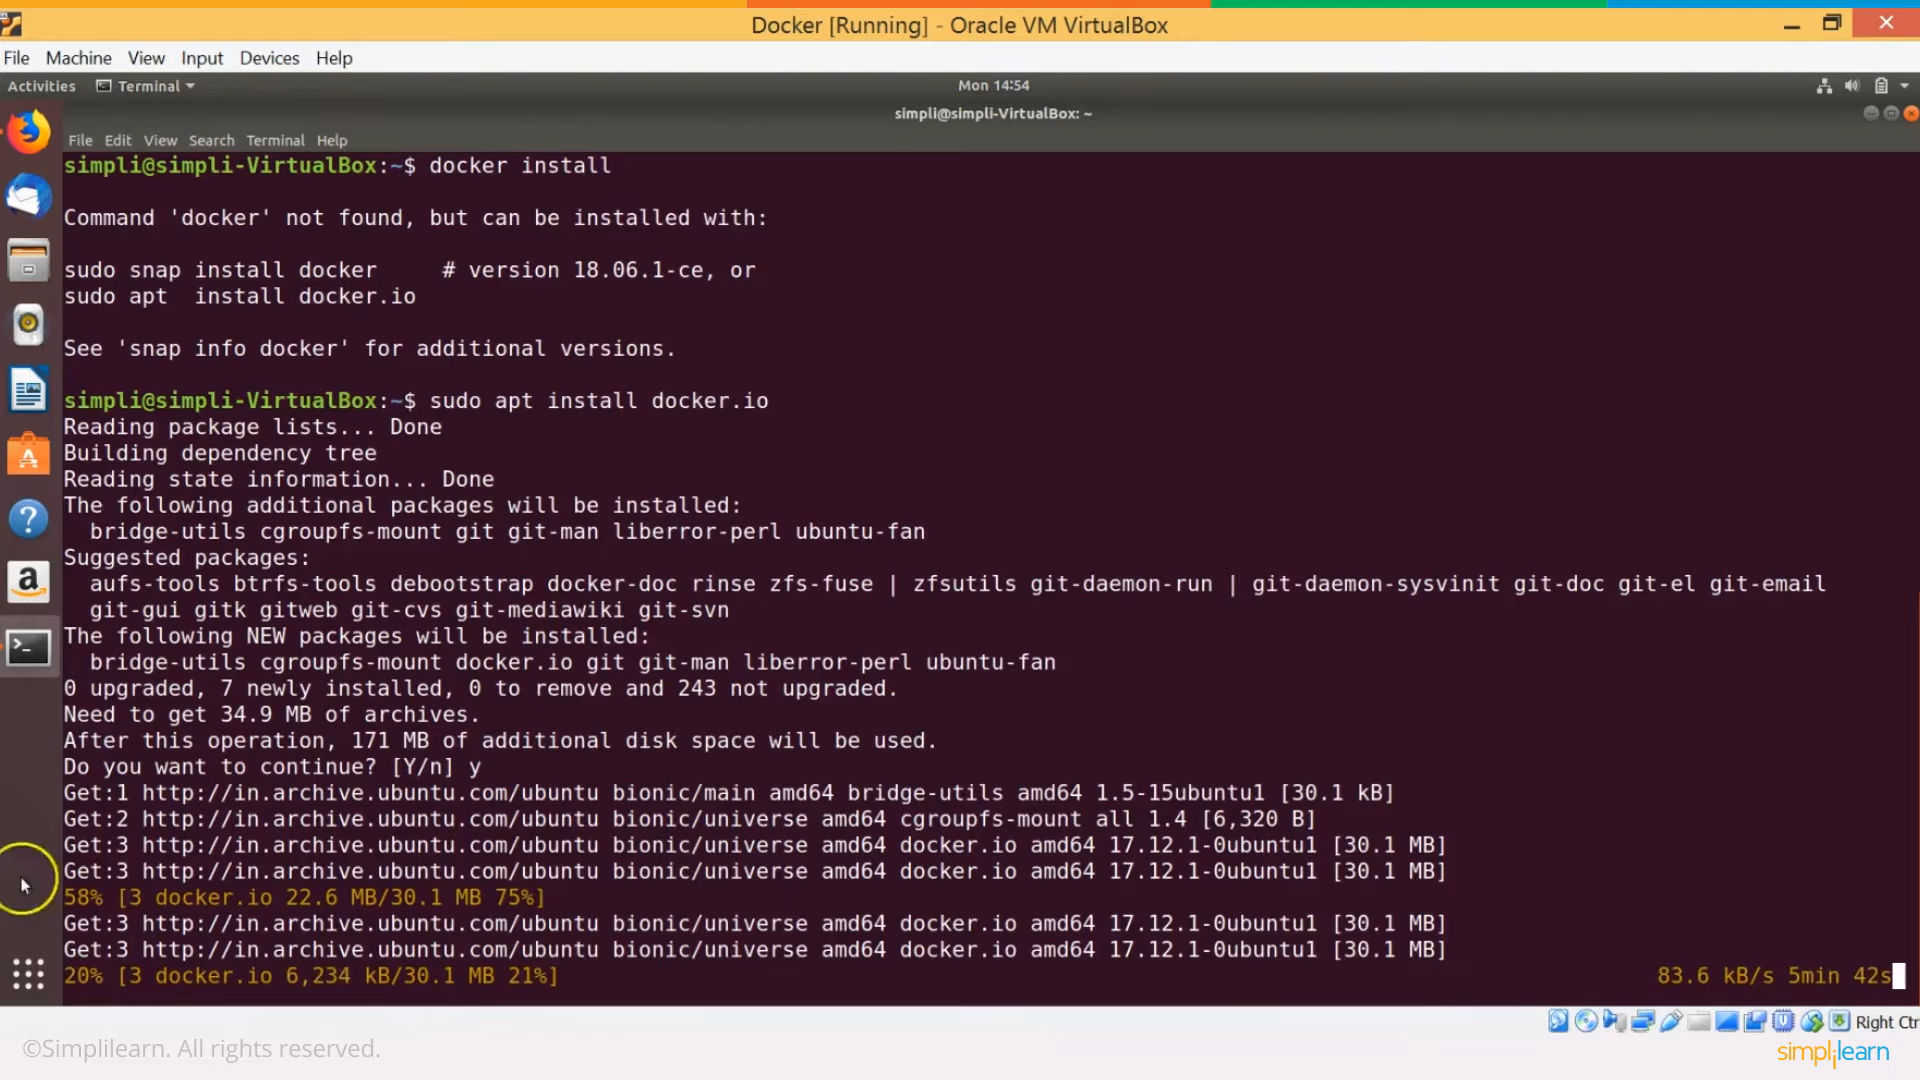 Docker [Running] - Oracle VM VirtualBox
File Machine View Input Devices Help
Activities Terminal Mon 14:54
simpli@simpli-VirtualBox: ~
File Edit View Search Terminal Help
simpli@simpli-VirtualBox:~$ docker install
Command 'docker' not found, but can be installed with:
sudo snap install docker     # version 18.06.1-ce, or
sudo apt  install docker.io
See 'snap info docker' for additional versions.
simpli@simpli-VirtualBox:~$ sudo apt install docker.io
Reading package lists... Done
Building dependency tree
Reading state information... Done
The following additional packages will be installed:
  bridge-utils cgroupfs-mount git git-man liberror-perl ubuntu-fan
Suggested packages:
  aufs-tools btrfs-tools debootstrap docker-doc rinse zfs-fuse | zfsutils git-daemon-run | git-daemon-sysvinit git-doc git-el git-email
  git-gui gitk gitweb git-cvs git-mediawiki git-svn
The following NEW packages will be installed:
  bridge-utils cgroupfs-mount docker.io git git-man liberror-perl ubuntu-fan
0 upgraded, 7 newly installed, 0 to remove and 243 not upgraded.
Need to get 34.9 MB of archives.
After this operation, 171 MB of additional disk space will be used.
Do you want to continue? [Y/n] y
Get:1 http://in.archive.ubuntu.com/ubuntu bionic/main amd64 bridge-utils amd64 1.5-15ubuntu1 [30.1 kB]
Get:2 http://in.archive.ubuntu.com/ubuntu bionic/universe amd64 cgroupfs-mount all 1.4 [6,320 B]
Get:3 http://in.archive.ubuntu.com/ubuntu bionic/universe amd64 docker.io amd64 17.12.1-0ubuntu1 [30.1 MB]
Get:3 http://in.archive.ubuntu.com/ubuntu bionic/universe amd64 docker.io amd64 17.12.1-0ubuntu1 [30.1 MB]
58% [3 docker.io 22.6 MB/30.1 MB 75%]
Get:3 http://in.archive.ubuntu.com/ubuntu bionic/universe amd64 docker.io amd64 17.12.1-0ubuntu1 [30.1 MB]
Get:3 http://in.archive.ubuntu.com/ubuntu bionic/universe amd64 docker.io amd64 17.12.1-0ubuntu1 [30.1 MB]
20% [3 docker.io 6,234 kB/30.1 MB 21%] 83.6 kB/s 5min 42s
Right Ctr
©Simplilearn. All rights reserved.
simplilearn